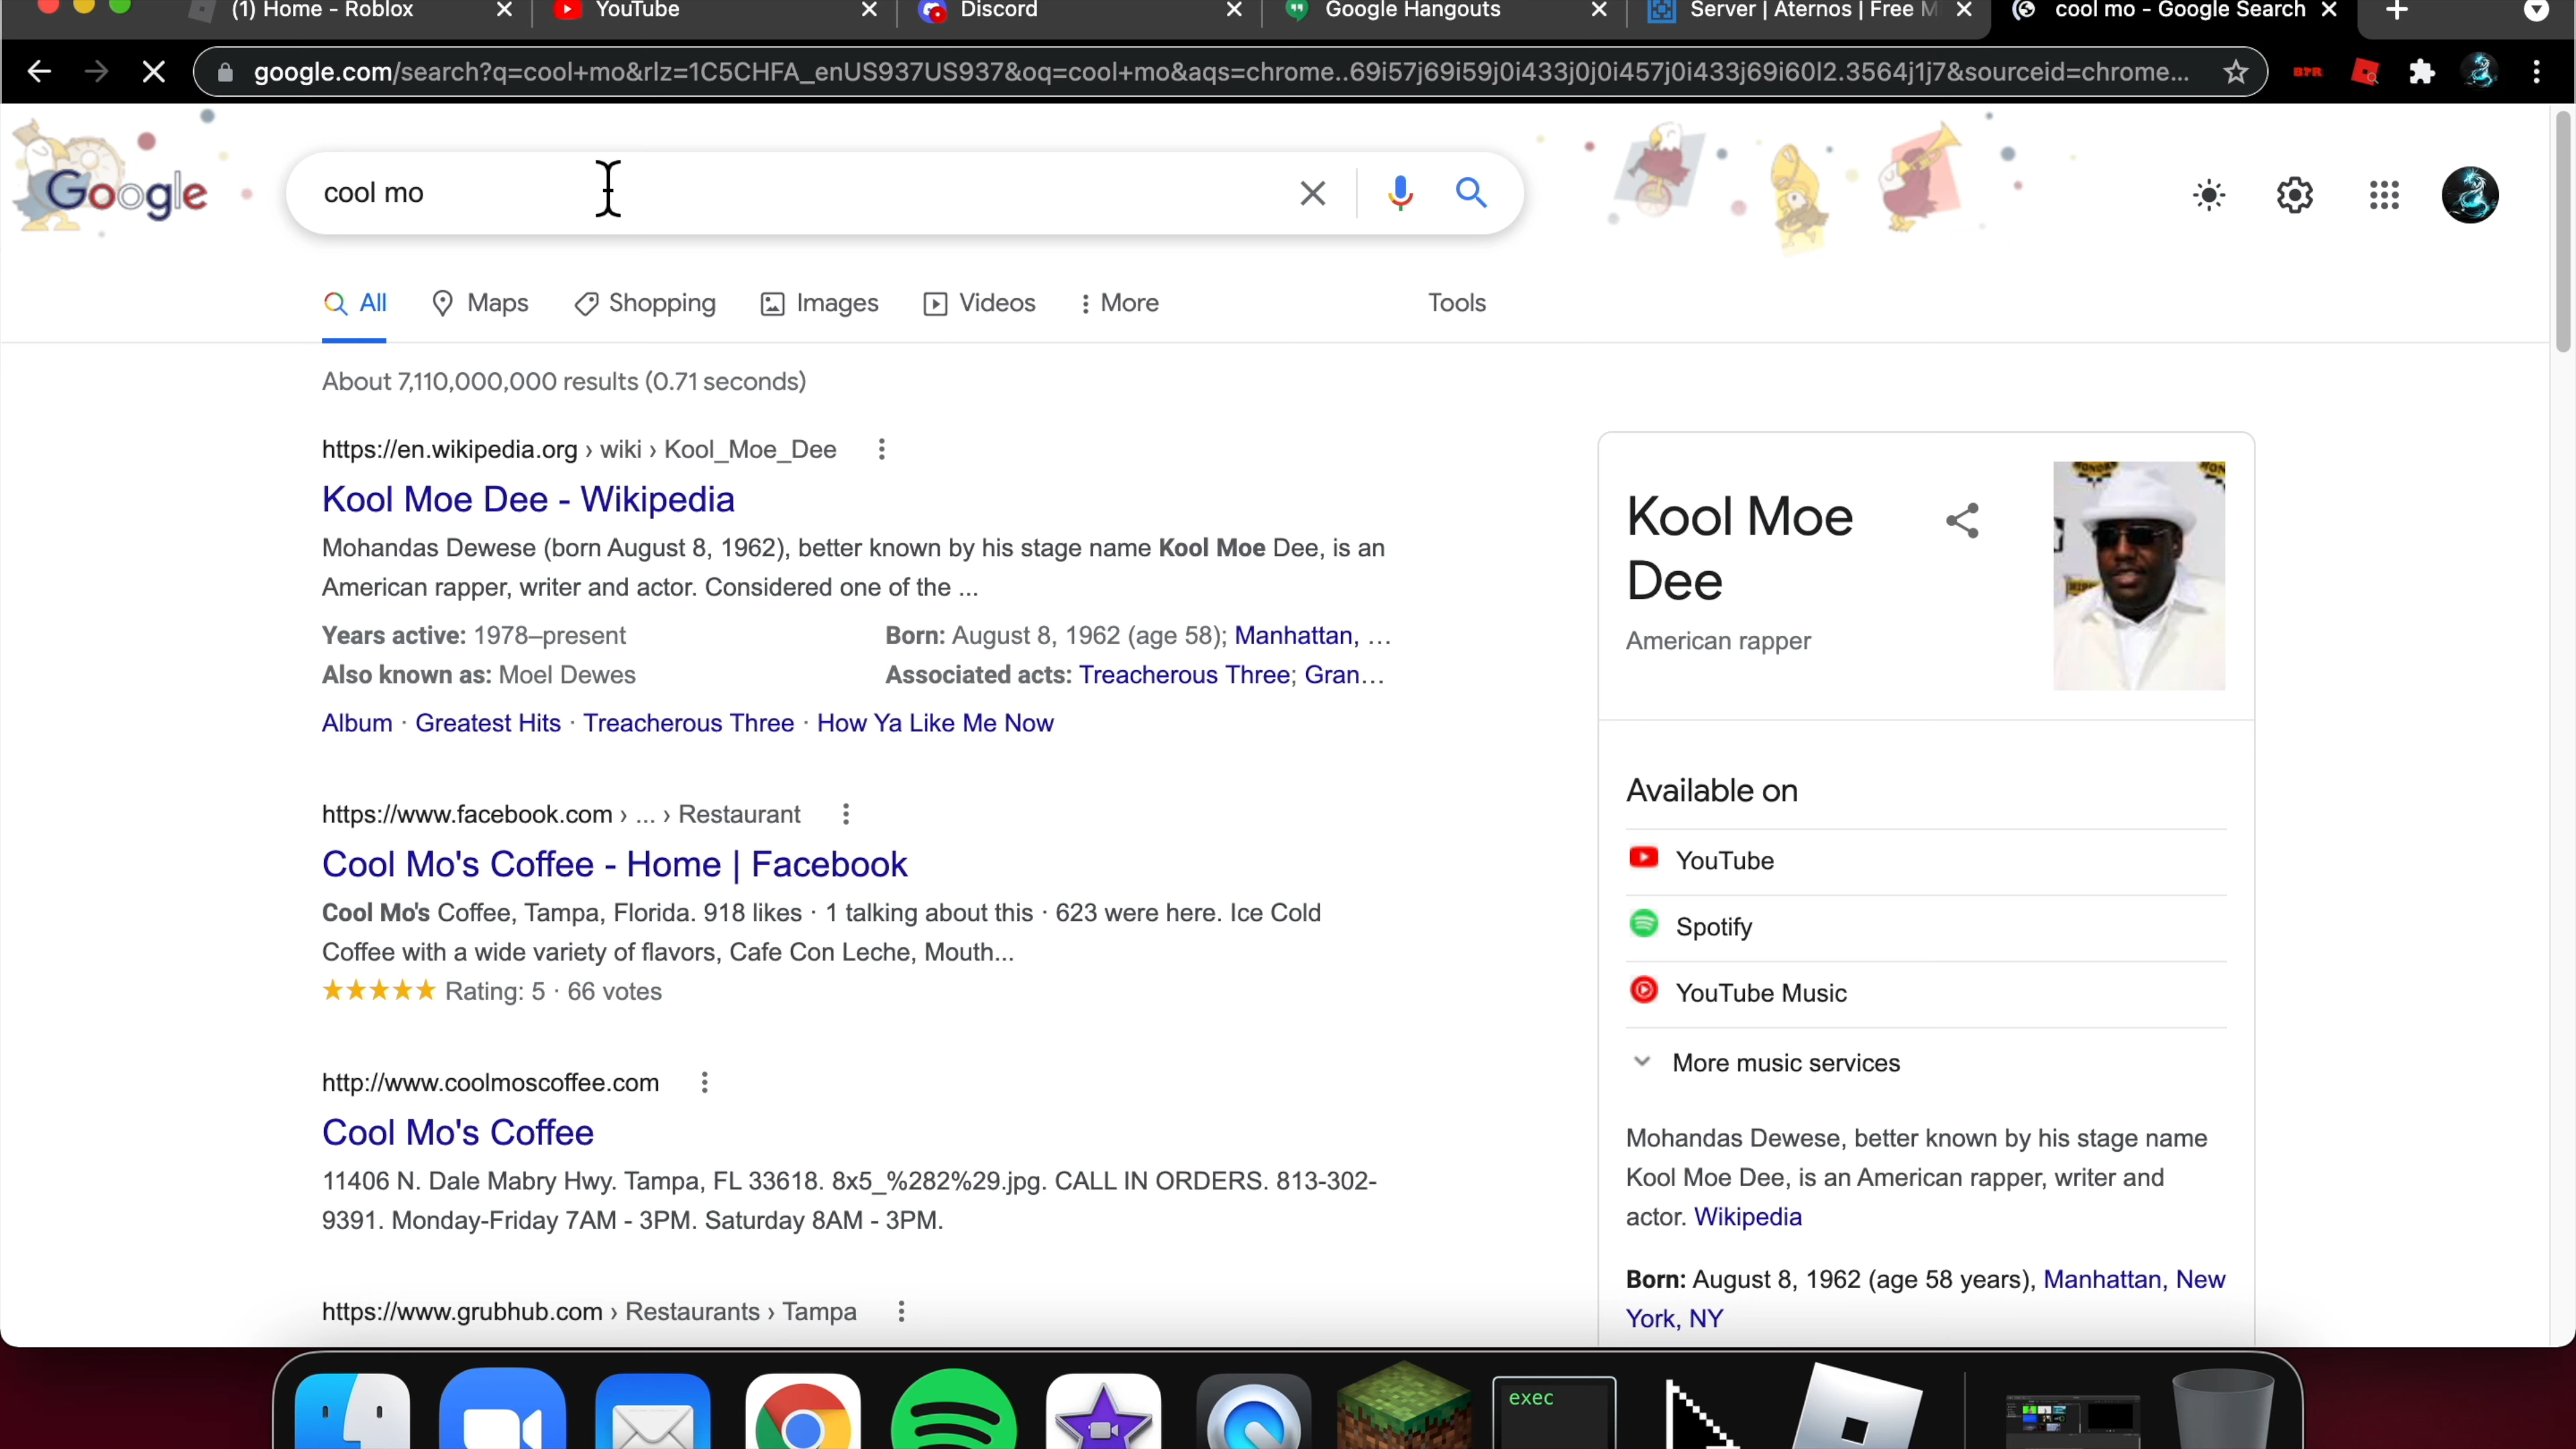 (1) Home - Roblox
YouTube
Discord
Google Hangouts
Server | Aternos | Free M
cool mo - Google Search
google.com/search?q=cool+mo&rlz=1C5CHFA_enUS937US937&oq=cool+mo&aqs=chrome..69i57j69i59j0i433j0j0i457j0i433j69i60l2.3564j1j7&sourceid=chrome...
Google
cool mo
All
Maps
Shopping
Images
Videos
More
Tools
About 7,110,000,000 results (0.71 seconds)
https://en.wikipedia.org › wiki › Kool_Moe_Dee
Kool Moe Dee - Wikipedia
Mohandas Dewese (born August 8, 1962), better known by his stage name Kool Moe Dee, is an
American rapper, writer and actor. Considered one of the ...
Years active: 1978–present
Born: August 8, 1962 (age 58); Manhattan, ...
Also known as: Moel Dewes
Associated acts: Treacherous Three; Gran...
Album · Greatest Hits · Treacherous Three · How Ya Like Me Now
https://www.facebook.com › ... › Restaurant
Cool Mo's Coffee - Home | Facebook
Cool Mo's Coffee, Tampa, Florida. 918 likes · 1 talking about this · 623 were here. Ice Cold
Coffee with a wide variety of flavors, Cafe Con Leche, Mouth...
Rating: 5 · 66 votes
http://www.coolmoscoffee.com
Cool Mo's Coffee
11406 N. Dale Mabry Hwy. Tampa, FL 33618. 8x5_%282%29.jpg. CALL IN ORDERS. 813-302-
9391. Monday-Friday 7AM - 3PM. Saturday 8AM - 3PM.
https://www.grubhub.com › Restaurants › Tampa
Kool Moe
Dee
American rapper
Available on
YouTube
Spotify
YouTube Music
More music services
Mohandas Dewese, better known by his stage name
Kool Moe Dee, is an American rapper, writer and
actor. Wikipedia
Born: August 8, 1962 (age 58 years), Manhattan, New
York, NY
exec